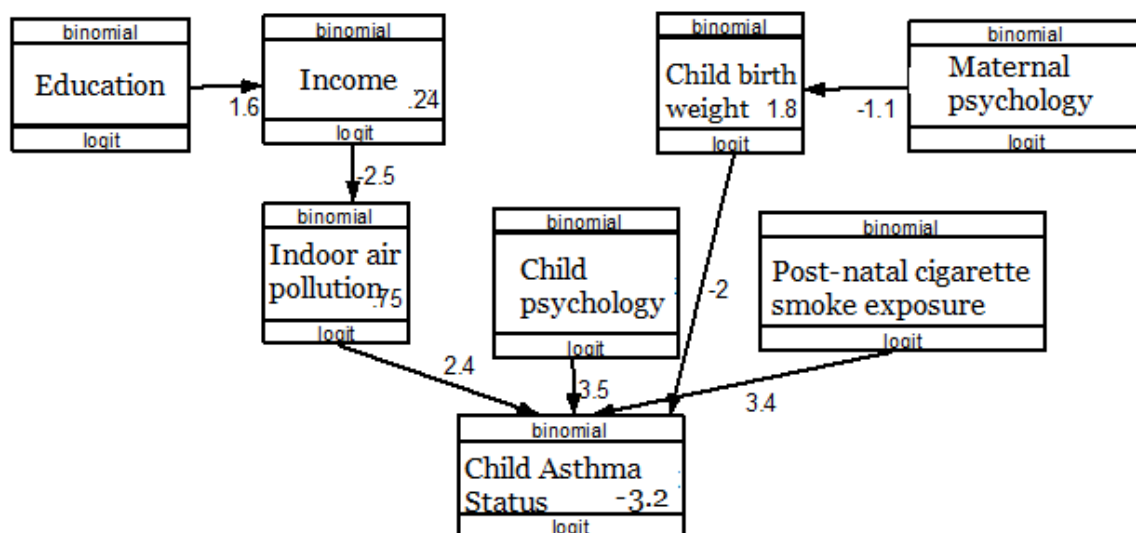 binomial
Education
logit
1.6
binomial
Income
.24
logit
-2.5
binomial
Child birth
weight 1.8
logit
-1.1
binomial
Maternal
psychology
logit
binomial
Indoor air
pollution .75
logit
binomial
Child
psychology
logit
-2
binomial
Post-natal cigarette
smoke exposure
logit
2.4
3.5
3.4
binomial
Child Asthma
Status -3.2
logit